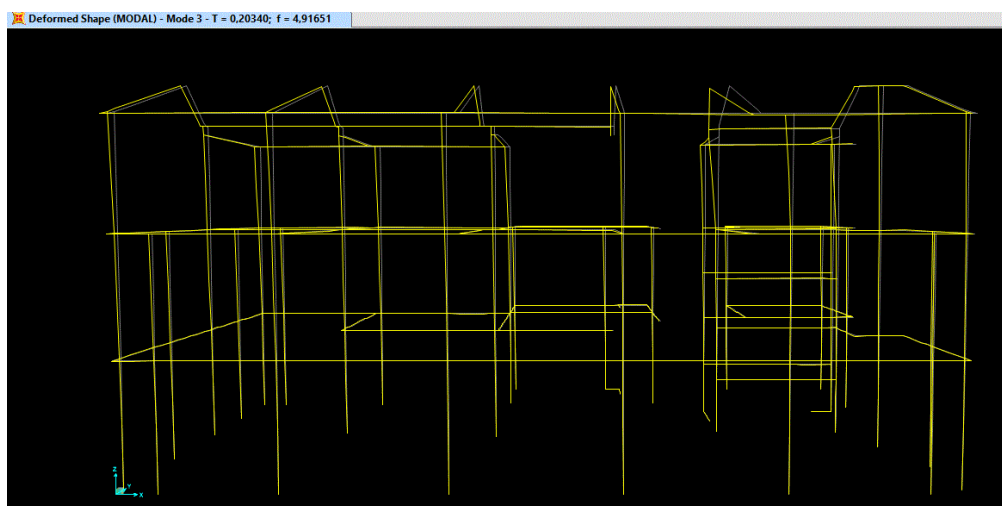 Deformed Shape (MODAL) - Mode 3 - T = 0,20340; f = 4,91651
Z
Y
X